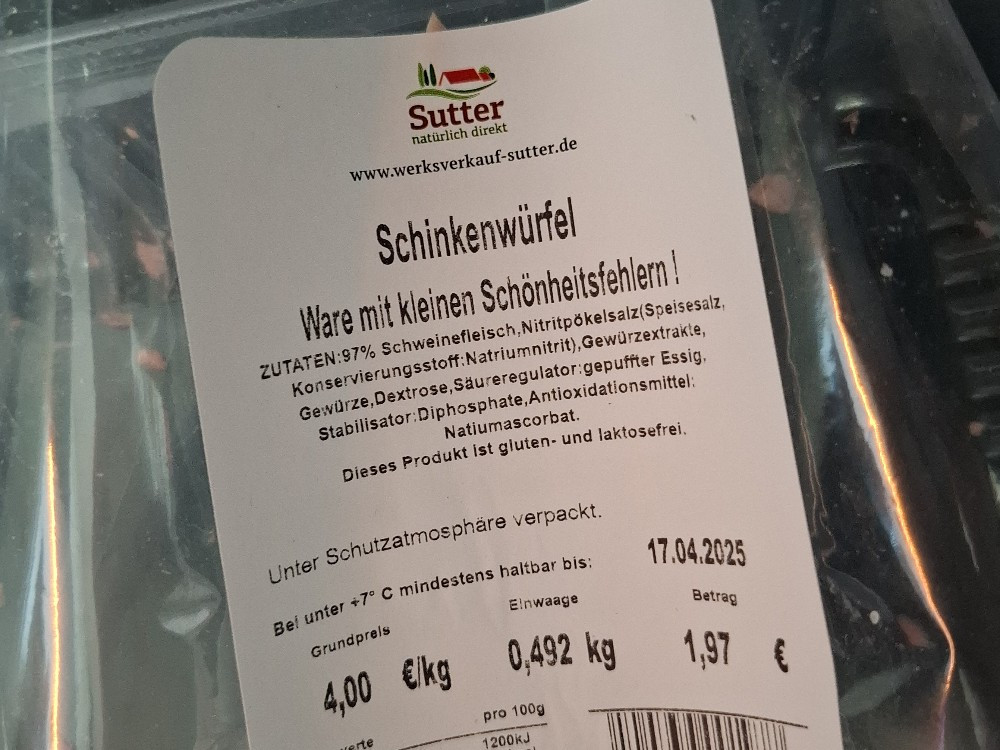 Sutter
natürlich direkt
www.werksverkauf-sutter.de
Schinkenwürfel
Ware mit kleinen Schönheitsfehlern !
ZUTATEN:97% Schweinefleisch,Nitritpökelsalz(Speisesalz,
Konservierungsstoff:Natriumnitrit),Gewürzextrakte,
Gewürze,Dextrose,Säureregulator:gepuffter Essig,
Stabilisator:Diphosphate,Antioxidationsmittel:
Natiumascorbat.
Dieses Produkt ist gluten- und laktosefrei.
Unter Schutzatmosphäre verpackt.
Bei unter +7° C mindestens haltbar bis: 17.04.2025
Grundpreis Einwaage Betrag
4,00 €/kg 0,492 kg 1,97 €
pro 100g
1200kJ